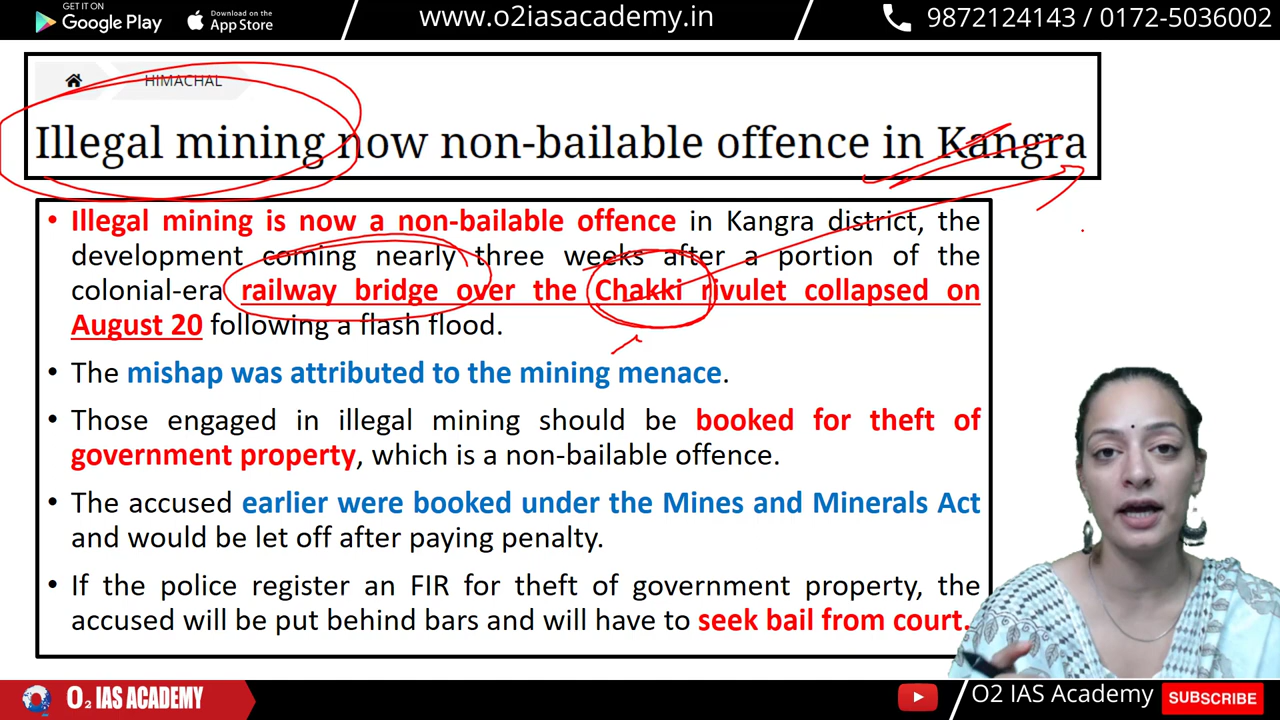 GET IT ON
Google Play
Download on the
App Store
www.o2iasacademy.in
9872124143 / 0172-5036002
HIMACHAL
Illegal mining now non-bailable offence in Kangra
• Illegal mining is now a non-bailable offence in Kangra district, the
development coming nearly three weeks after a portion of the
colonial-era railway bridge over the Chakki rivulet collapsed on
August 20 following a flash flood.
• The mishap was attributed to the mining menace.
• Those engaged in illegal mining should be booked for theft of
government property, which is a non-bailable offence.
• The accused earlier were booked under the Mines and Minerals Act
and would be let off after paying penalty.
• If the police register an FIR for theft of government property, the
accused will be put behind bars and will have to seek bail from court.
O2 IAS ACADEMY
O2 IAS Academy
SUBSCRIBE